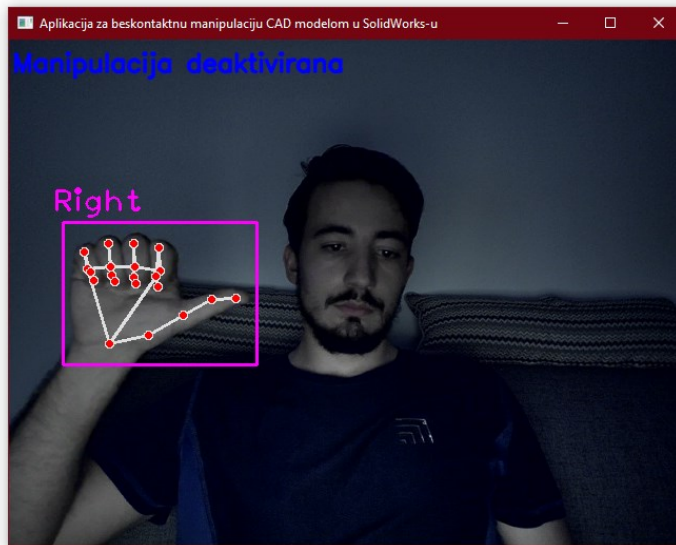 Aplikacija za beskontaktnu manipulaciju CAD modelom u SolidWorks-u
Manipulacija deaktivirana
Right